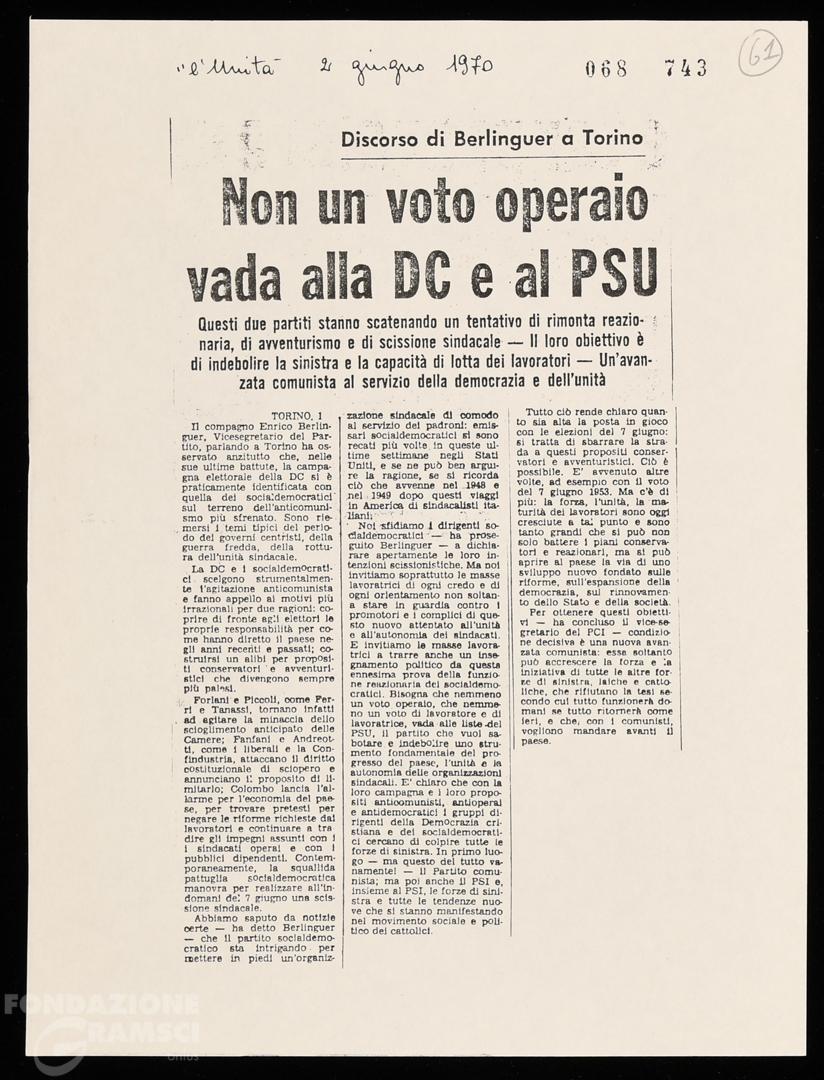 "l'Unità" 2 giugno 1970
068 743
61
Discorso di Berlinguer a Torino
Non un voto operaio
vada alla DC e al PSU
Questi due partiti stanno scatenando un tentativo di rimonta reazio-
naria, di avventurismo e di scissione sindacale — Il loro obiettivo è
di indebolire la sinistra e la capacità di lotta dei lavoratori — Un'avan-
zata comunista al servizio della democrazia e dell'unità
TORINO, 1
Il compagno Enrico Berlin-
guer, Vicesegretario del Par-
tito, parlando a Torino ha os-
servato anzitutto che, nelle
sue ultime battute, la campa-
gna elettorale della DC si è
praticamente identificata con
quella dei socialdemocratici
sul terreno dell'anticomuni-
smo più sfrenato. Sono rie-
mersi i temi tipici del perio-
do dei governi centristi, della
guerra fredda, della rottu-
ra dell'unità sindacale.
La DC e i socialdemocrati-
ci scelgono strumentalmen-
te l'agitazione anticomunista
e fanno appello ai motivi più
irrazionali per due ragioni: co-
prire di fronte agli elettori le
proprie responsabilità per co-
me hanno diretto il paese ne-
gli anni recenti e passati; co-
struirsi un alibi per proposi-
ti conservatori e avventuri-
stici che divengono sempre
più palesi.
Forlani e Piccoli, come Fer-
ri e Tanassi, tornano infatti
ad agitare la minaccia dello
scioglimento anticipato delle
Camere; Fanfani e Andreot-
ti, come i liberali e la Con-
findustria, attaccano il diritto
costituzionale di sciopero e
annunciano il proposito di li-
mitarlo; Colombo lancia l'al-
larme per l'economia del pae-
se, per trovare pretesti per
negare le riforme richieste dai
lavoratori e continuare a tra
dire gli impegni assunti con i
i sindacati operai e con i
pubblici dipendenti. Contem-
poraneamente, la squallida
pattuglia socialdemocratica
manovra per realizzare all'in-
domani del 7 giugno una scis
sione sindacale.
Abbiamo saputo da notizie
certe — ha detto Berlinguer
— che il partito socialdemo-
cratico sta intrigando per
mettere in piedi un'organiz-
zazione sindacale di comodo
al servizio dei padroni: emis-
sari socialdemocratici si sono
recati più volte in queste ul-
time settimane negli Stati
Uniti, e se ne può ben argui-
re la ragione, se si ricorda
ciò che avvenne nel 1948 e
nel 1949 dopo questi viaggi
in America di sindacalisti ita-
liani.
Noi sfidiamo i dirigenti so-
cialdemocratici — ha prose-
guito Berlinguer — a dichia-
rare apertamente le loro in-
tenzioni scissionistiche. Ma noi
invitiamo soprattutto le masse
lavoratrici di ogni credo e di
ogni orientamento non soltan-
a stare in guardia contro i
promotori e i complici di que-
sto nuovo attentato all'unità
e all'autonomia dei sindacati.
E invitiamo le masse lavora-
trici a trarre anche un inse-
gnamento politico da questa
ennesima prova della funzio-
ne reazionaria dei socialdemo-
cratici. Bisogna che nemmeno
un voto operaio, che nemme-
no un voto di lavoratore e di
lavoratrice, vada alle liste del
PSU, il partito che vuol sa-
botare e indebolire uno stru-
mento fondamentale del pro-
gresso del paese, l'unità e la
autonomia delle organizzazioni
sindacali. E' chiaro che con la
loro campagna e i loro propo-
siti anticomunisti, antioperai
e antidemocratici i gruppi di-
rigenti della Democrazia cri-
stiana e dei socialdemocrati-
ci cercano di colpire tutte le
forze di sinistra. In primo luo-
go — ma questo del tutto va-
namente! — il Partito comu-
nista; ma poi anche il PSI e,
insieme al PSI, le forze di sini-
stra e tutte le tendenze nuo-
ve che si stanno manifestando
nel movimento sociale e poli-
tico dei cattolici.
Tutto ciò rende chiaro quan-
to sia alta la posta in gioco
con le elezioni del 7 giugno:
si tratta di sbarrare la stra-
da a questi propositi conser-
vatori e avventuristici. Ciò è
possibile. E' avvenuto altre
volte, ad esempio con il voto
del 7 giugno 1953. Ma c'è di
più: la forza, l'unità, la ma-
turità dei lavoratori sono oggi
cresciute a tal punto e sono
tanto grandi che si può non
solo battere i piani conserva-
tori e reazionari, ma si può
aprire al paese la via di uno
sviluppo nuovo fondato sulle
riforme, sull'espansione della
democrazia, sul rinnovamen-
to dello Stato e della società.
Per ottenere questi obietti-
vi — ha concluso il vice-se-
gretario del PCI — condizio-
ne decisiva è una nuova avan-
zata comunista: essa soltanto
può accrescere la forza e la
iniziativa di tutte le altre for-
ze di sinistra, laiche e catto-
liche, che rifiutano la tesi se-
condo cui tutto funzionerà do-
mani se tutto ritornerà come
ieri, e che, con i comunisti,
vogliono mandare avanti il
paese.
FONDAZIONE
GRAMSCI
Onlus